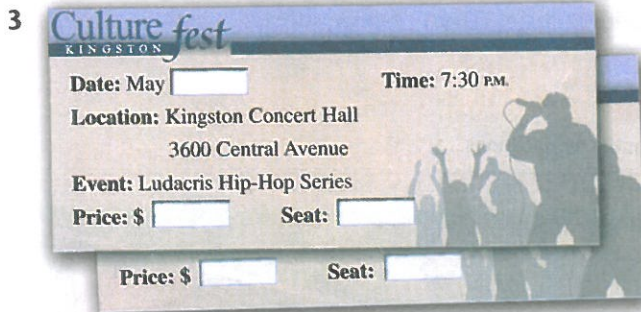 3
Culture fest
KINGSTON
Date: May
Time: 7:30 P.M.
Location: Kingston Concert Hall
3600 Central Avenue
Event: Ludacris Hip-Hop Series
Price: $ Seat:
Price: $ Seat: